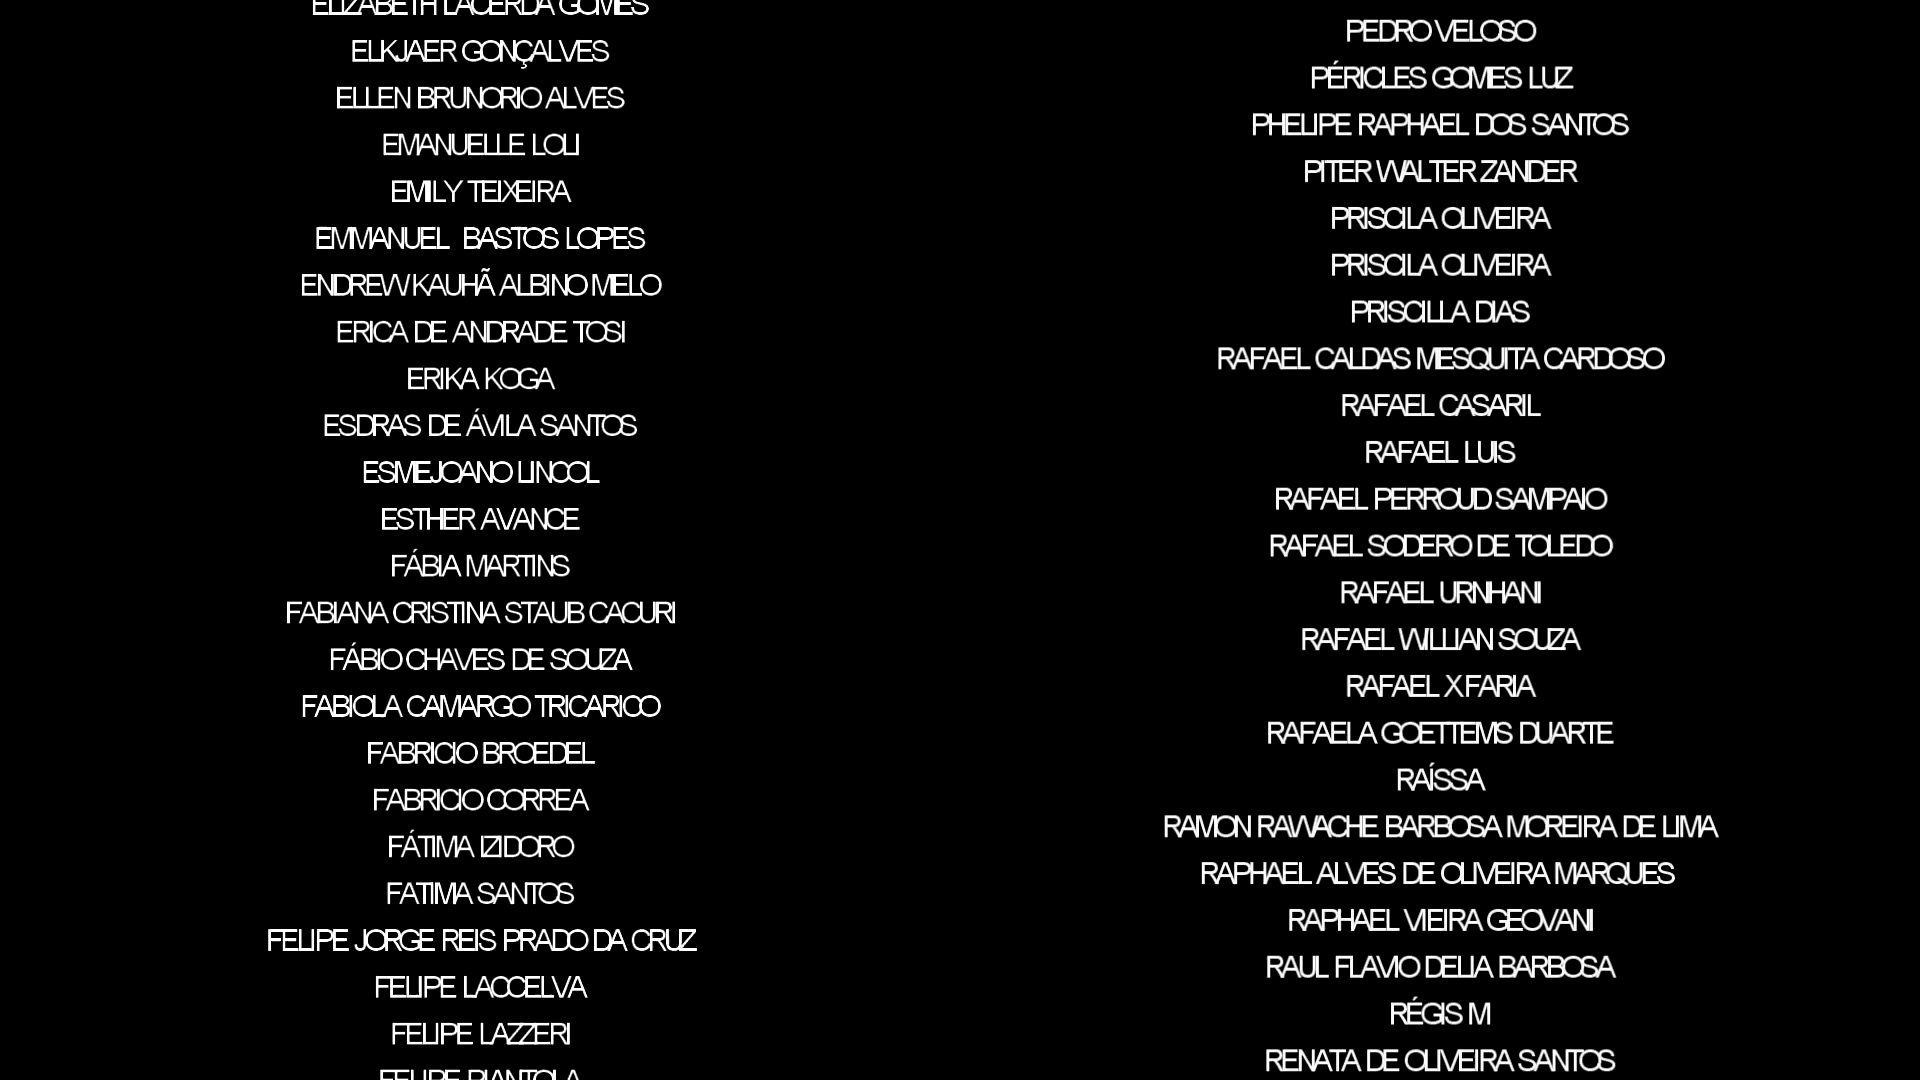 ELIZABETH LACERDA GOMES
ELKJAER GONÇALVES
ELLEN BRUNORIO ALVES
EMANUELLE LOLI
EMILY TEIXEIRA
EMMANUEL  BASTOS LOPES
ENDREW KAUHÃ ALBINO MELO
ERICA DE ANDRADE TOSI
ERIKA KOGA
ESDRAS DE ÁVILA SANTOS
ESMEJOANO LINCOL
ESTHER AVANCE
FÁBIA MARTINS
FABIANA CRISTINA STAUB CACURI
FÁBIO CHAVES DE SOUZA
FABIOLA CAMARGO TRICARICO
FABRICIO BROEDEL
FABRICIO CORREA
FÁTIMA IZIDORO
FATIMA SANTOS
FELIPE JORGE REIS PRADO DA CRUZ
FELIPE LACCELVA
FELIPE LAZZERI
FELIPE PIANTOLA
PEDRO VELOSO
PÉRICLES GOMES LUZ
PHELIPE RAPHAEL DOS SANTOS
PITER WALTER ZANDER
PRISCILA OLIVEIRA
PRISCILA OLIVEIRA
PRISCILLA DIAS
RAFAEL CALDAS MESQUITA CARDOSO
RAFAEL CASARIL
RAFAEL LUIS
RAFAEL PERROUD SAMPAIO
RAFAEL SODERO DE TOLEDO
RAFAEL URNHANI
RAFAEL WILLIAN SOUZA
RAFAEL X FARIA
RAFAELA GOETTEMS DUARTE
RAÍSSA
RAMON RAWACHE BARBOSA MOREIRA DE LIMA
RAPHAEL ALVES DE OLIVEIRA MARQUES
RAPHAEL VIEIRA GEOVANI
RAUL FLAVIO DELIA BARBOSA
RÉGIS M
RENATA DE OLIVEIRA SANTOS